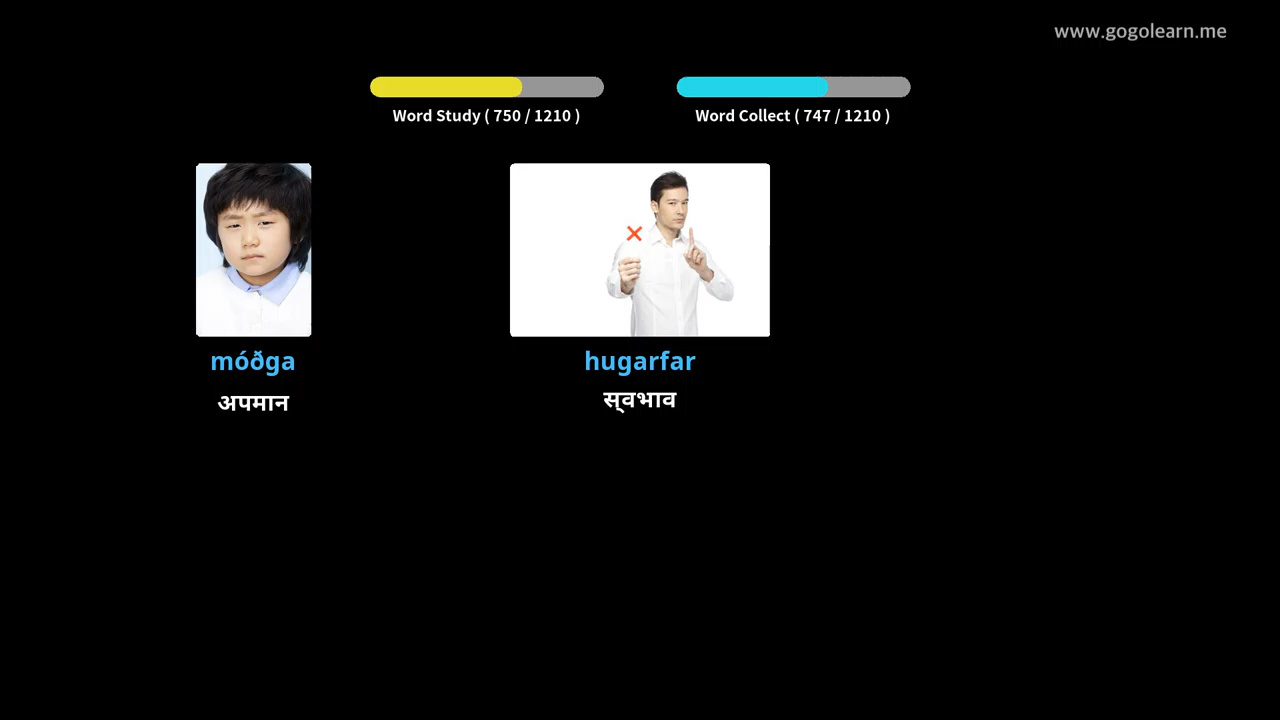 www.gogolearn.me
Word Study ( 750 / 1210 )
Word Collect ( 747 / 1210 )
móðga
hugarfar
अपमान
स्वभाव